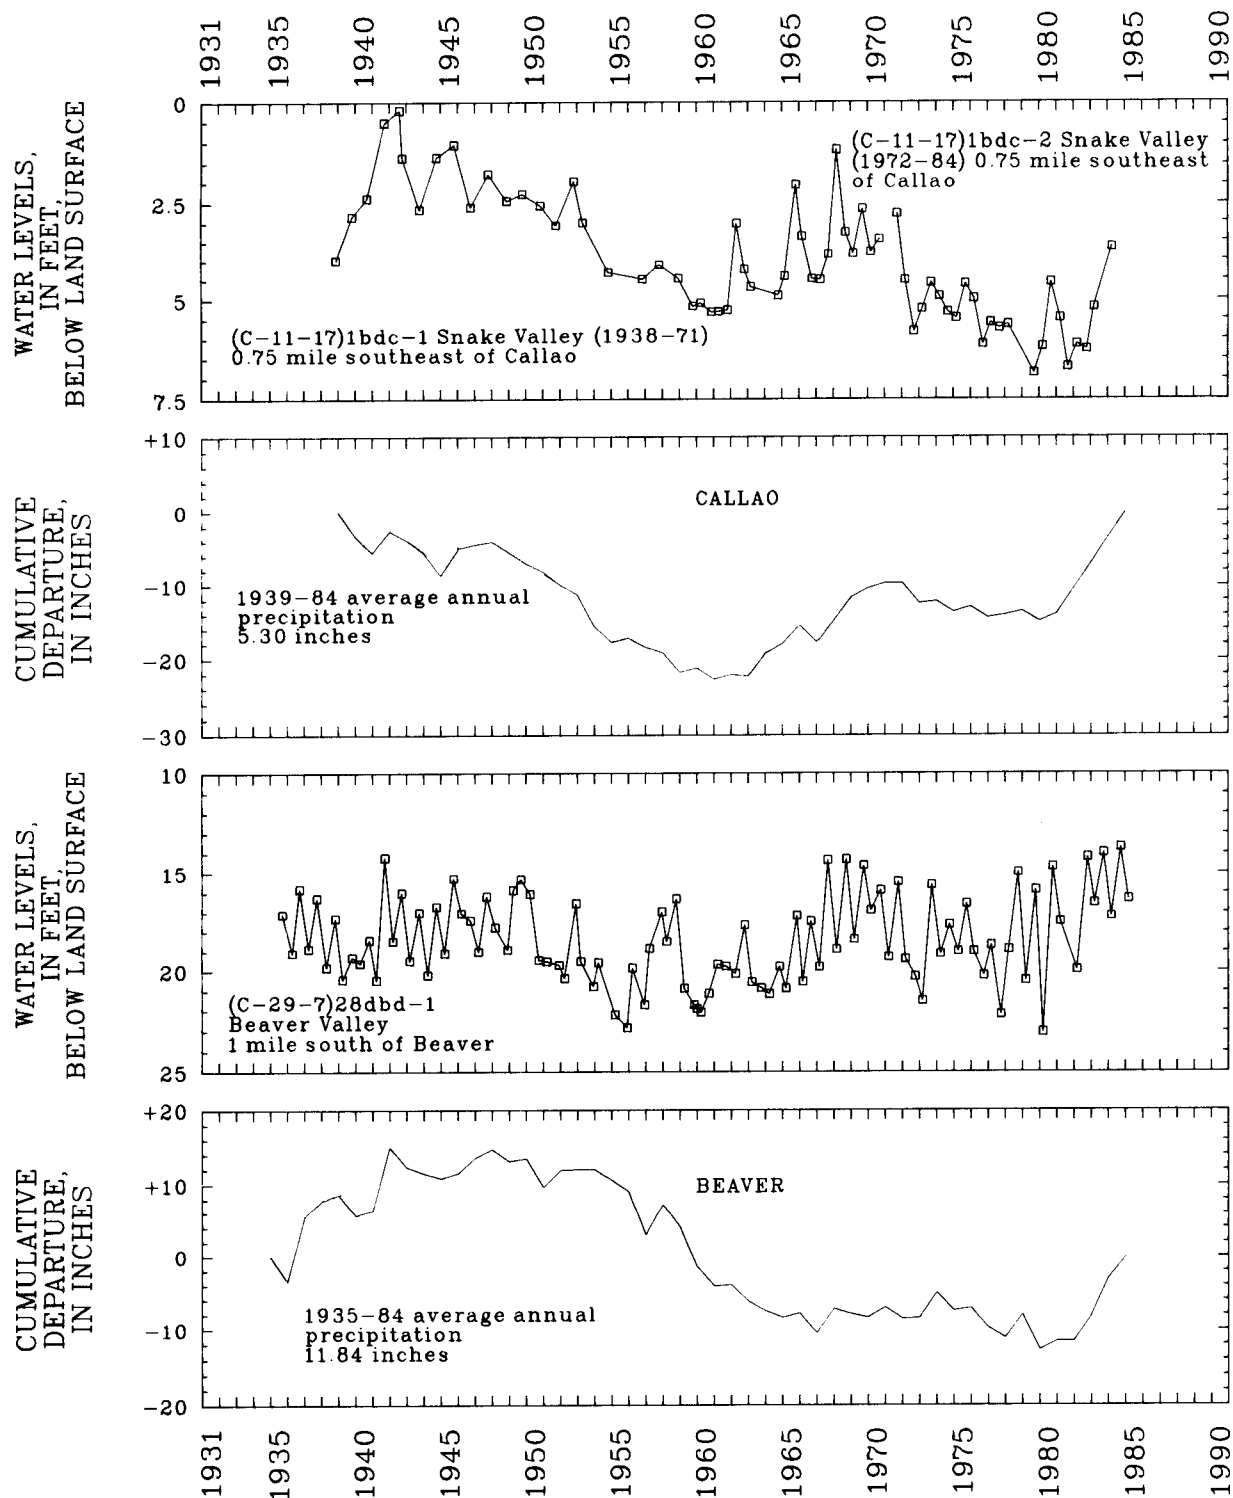 1931 1935 1940 1945 1950 1955 1960 1965 1970 1975 1980 1985 1990
WATER LEVELS,
IN FEET,
BELOW LAND SURFACE
0
2.5
5
7.5
(C-11-17)1bdc-2 Snake Valley
(1972-84) 0.75 mile southeast
of Callao
(C-11-17)1bdc-1 Snake Valley (1938-71)
0.75 mile southeast of Callao
CUMULATIVE
DEPARTURE,
IN INCHES
+10
0
-10
-20
-30
CALLAO
1939-84 average annual
precipitation
5.30 inches
WATER LEVELS,
IN FEET,
BELOW LAND SURFACE
10
15
20
25
(C-29-7)28dbd-1
Beaver Valley
1 mile south of Beaver
CUMULATIVE
DEPARTURE,
IN INCHES
+20
+10
0
-10
-20
BEAVER
1935-84 average annual
precipitation
11.84 inches
1931 1935 1940 1945 1950 1955 1960 1965 1970 1975 1980 1985 1990